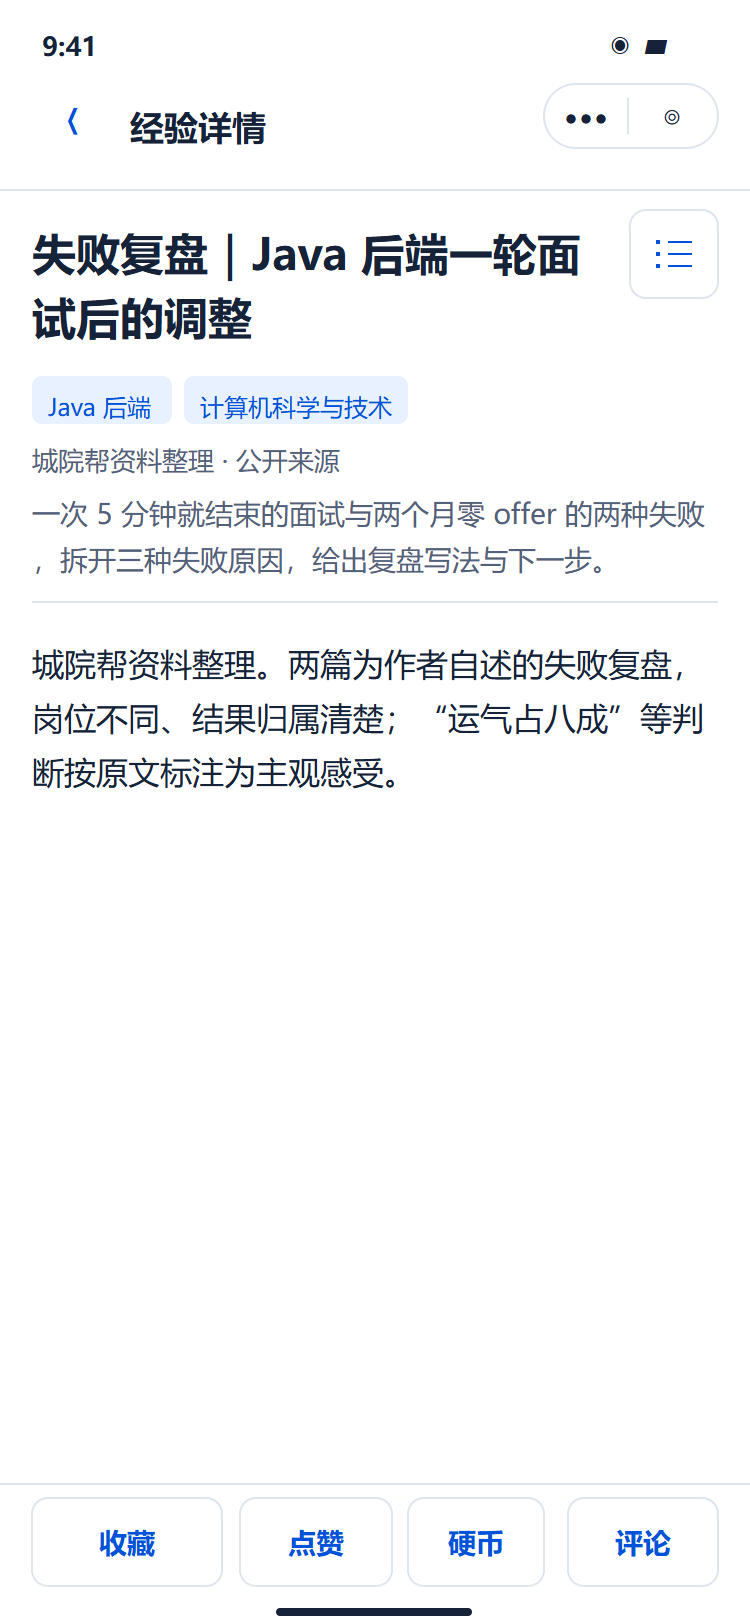 9:41
经验详情
失败复盘｜Java 后端一轮面
试后的调整
Java 后端
计算机科学与技术
城院帮资料整理 · 公开来源
一次 5 分钟就结束的面试与两个月零 offer 的两种失败
，拆开三种失败原因，给出复盘写法与下一步。
城院帮资料整理。两篇为作者自述的失败复盘，
岗位不同、结果归属清楚；“运气占八成”等判
断按原文标注为主观感受。
收藏
点赞
硬币
评论